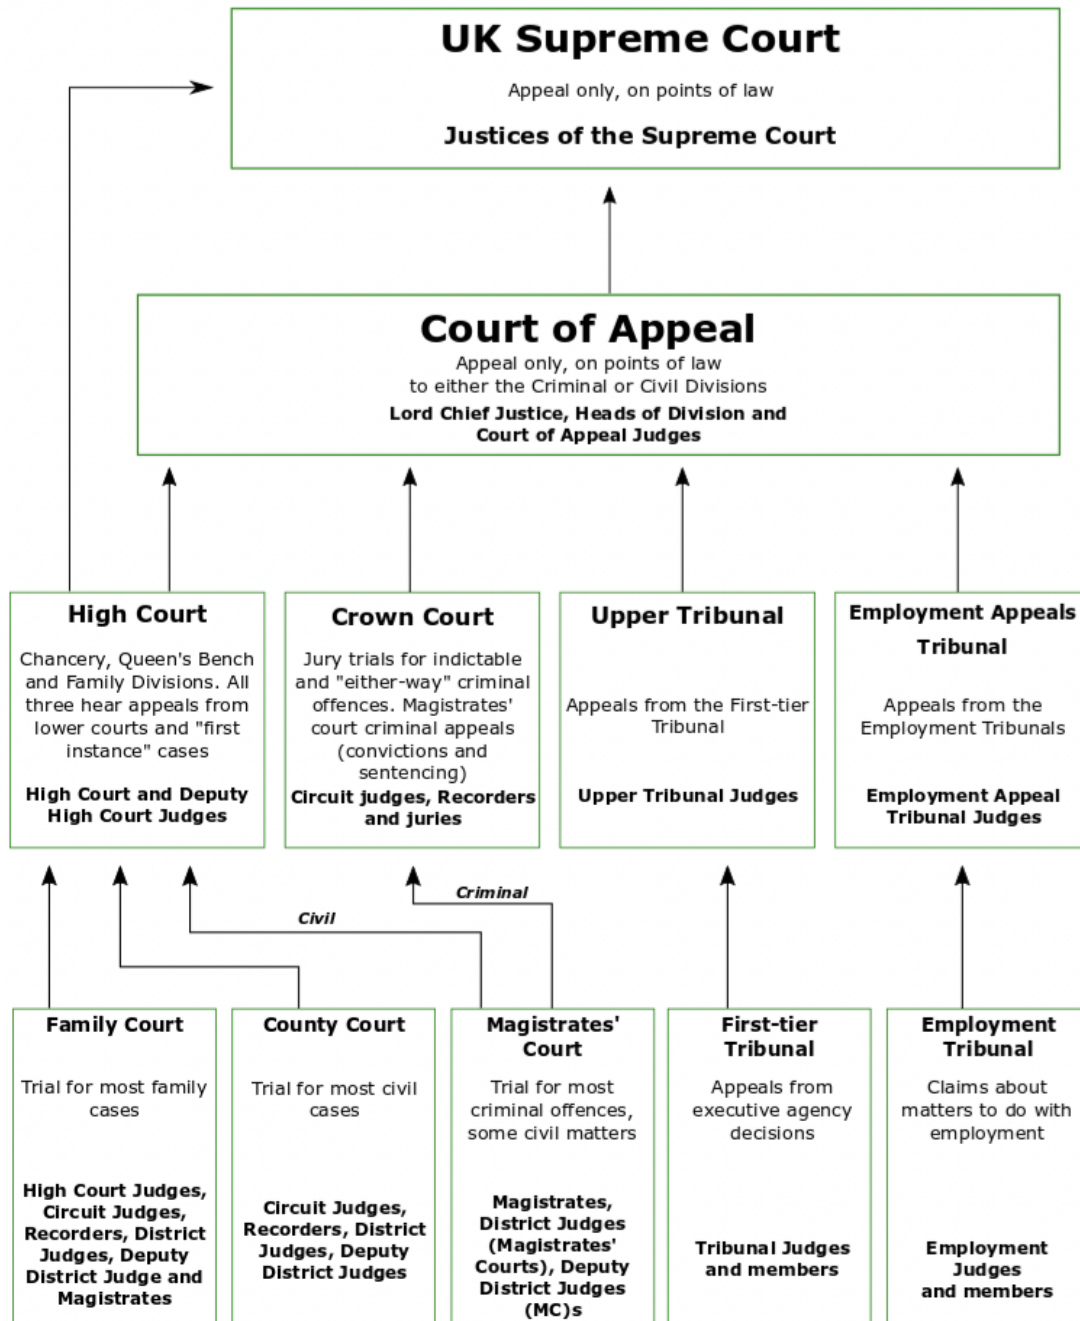 UK Supreme Court
Appeal only, on points of law
Justices of the Supreme Court
Court of Appeal
Appeal only, on points of law
to either the Criminal or Civil Divisions
Lord Chief Justice, Heads of Division and
Court of Appeal Judges
High Court
Chancery, Queen's Bench
and Family Divisions. All
three hear appeals from
lower courts and "first
instance" cases
High Court and Deputy
High Court Judges
Crown Court
Jury trials for indictable
and "either-way" criminal
offences. Magistrates'
court criminal appeals
(convictions and
sentencing)
Circuit judges, Recorders
and juries
Upper Tribunal
Appeals from the First-tier
Tribunal
Upper Tribunal Judges
Employment Appeals
Tribunal
Appeals from the
Employment Tribunals
Employment Appeal
Tribunal Judges
Criminal
Civil
Family Court
Trial for most family
cases
High Court Judges,
Circuit Judges,
Recorders, District
Judges, Deputy
District Judge and
Magistrates
County Court
Trial for most civil
cases
Circuit Judges,
Recorders, District
Judges, Deputy
District Judges
Magistrates'
Court
Trial for most
criminal offences,
some civil matters
Magistrates,
District Judges
(Magistrates'
Courts), Deputy
District Judges
(MC)s
First-tier
Tribunal
Appeals from
executive agency
decisions
Tribunal Judges
and members
Employment
Tribunal
Claims about
matters to do with
employment
Employment
Judges
and members